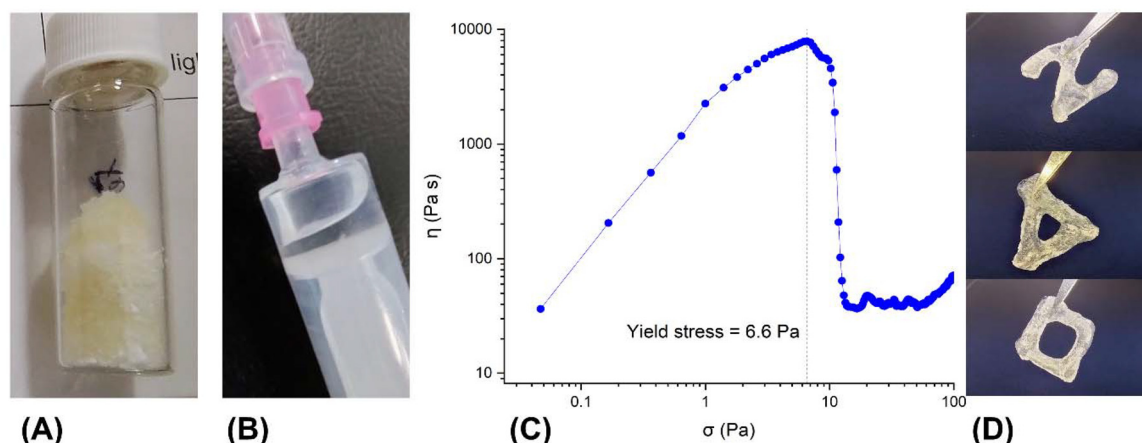 lig
10000
1000
100
10
η (Pa s)
Yield stress = 6.6 Pa
0.1
1
10
100
σ (Pa)
(A)
(B)
(C)
(D)